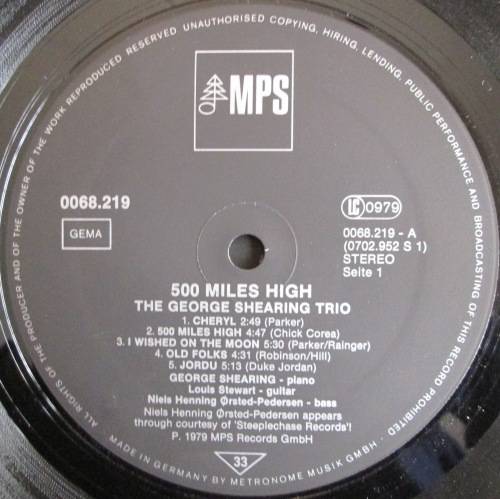 ALL RIGHTS OF THE PRODUCER AND OF THE OWNER OF THE WORK REPRODUCED RESERVED UNAUTHORISED COPYING, HIRING, LENDING, PUBLIC PERFORMANCE AND BROADCASTING OF THIS RECORD PROHIBITED
MPS
0068.219
GEMA
LC 0979
0068.219 - A
(0702.952 S 1)
STEREO
Seite 1
500 MILES HIGH
THE GEORGE SHEARING TRIO
1. CHERYL 2:49 (Parker)
2. 500 MILES HIGH 4:47 (Chick Corea)
3. I WISHED ON THE MOON 5:30 (Parker/Rainger)
4. OLD FOLKS 4:31 (Robinson/Hill)
5. JORDU 5:13 (Duke Jordan)
GEORGE SHEARING - piano
Louis Stewart - guitar
Niels Henning Ørsted-Pedersen - bass
Niels Henning Ørsted-Pedersen appears
through courtesy of 'Steeplechase Records'!
P. 1979 MPS Records GmbH
33
MADE IN GERMANY BY METRONOME MUSIK GMBH ·